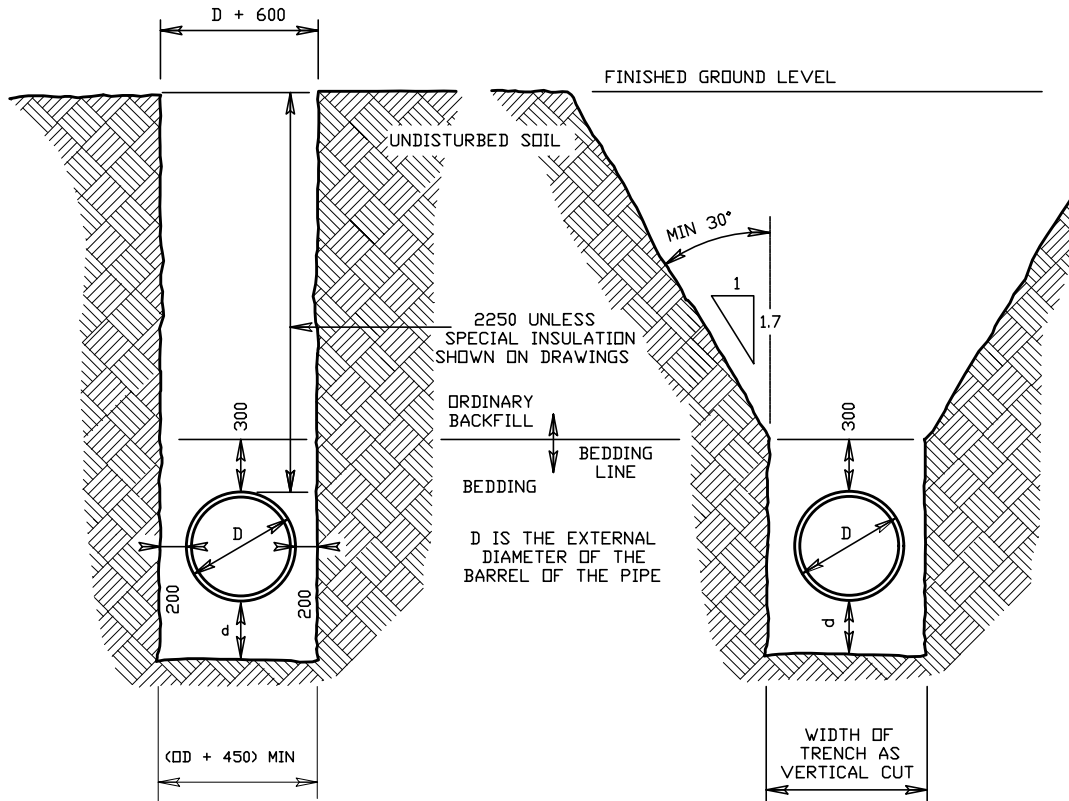 D + 600
FINISHED GROUND LEVEL
UNDISTURBED SOIL
MIN 30°
1
1.7
2250 UNLESS
SPECIAL INSULATION
SHOWN ON DRAWINGS
300
ORDINARY
BACKFILL
300
BEDDING
LINE
BEDDING
D
D IS THE EXTERNAL
DIAMETER OF THE
BARREL OF THE PIPE
D
200
200
d
d
(OD + 450) MIN
WIDTH OF
TRENCH AS
VERTICAL CUT